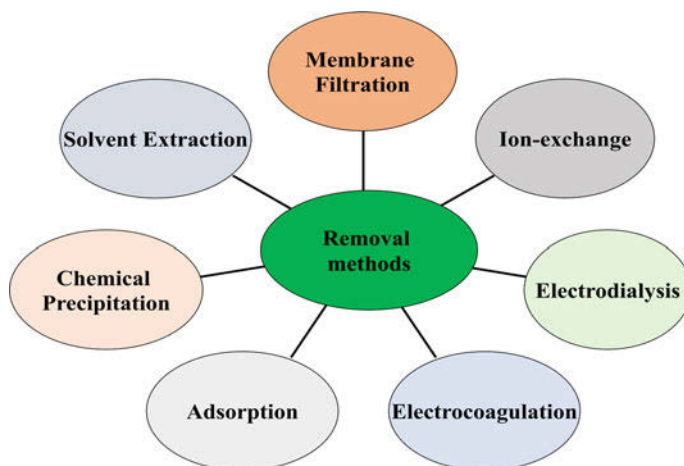 Membrane
Filtration
Solvent Extraction
Ion-exchange
Removal
methods
Chemical
Precipitation
Electrodialysis
Adsorption
Electrocoagulation